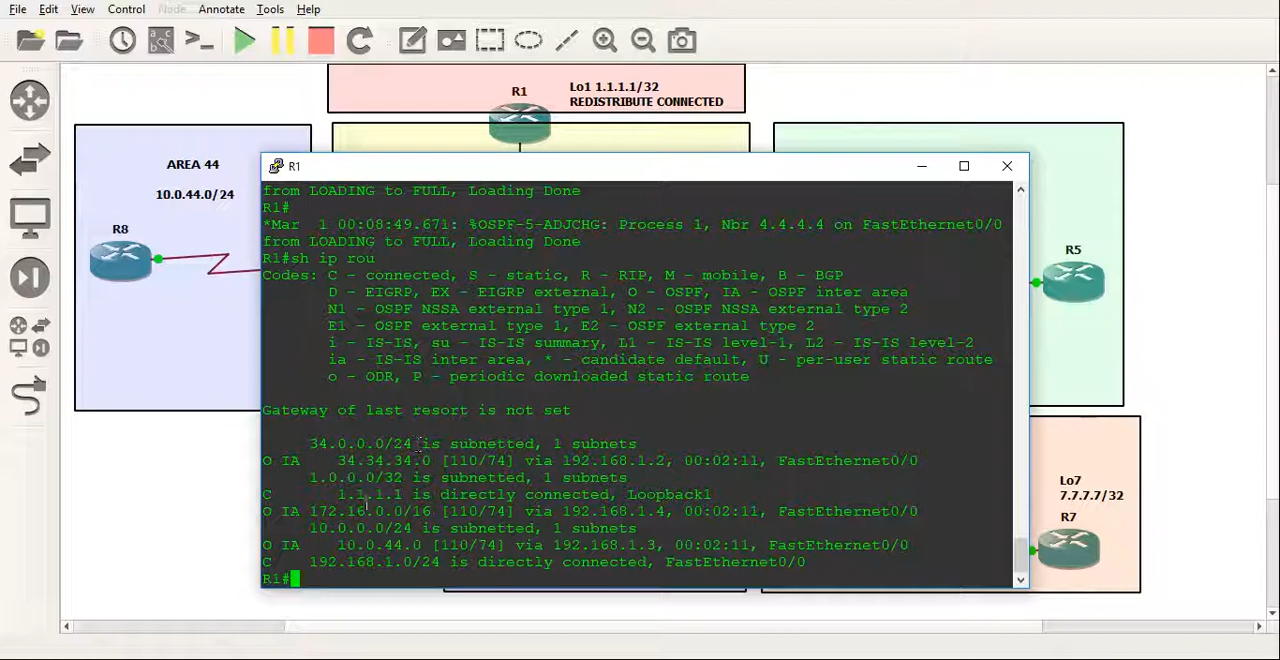 File Edit View Control Node Annotate Tools Help
R1
Lo1 1.1.1.1/32
REDISTRIBUTE CONNECTED
AREA 44
10.0.44.0/24
R8
R5
Lo7
7.7.7.7/32
R7
R1
from LOADING to FULL, Loading Done
R1#
*Mar  1 00:08:49.671: %OSPF-5-ADJCHG: Process 1, Nbr 4.4.4.4 on FastEthernet0/0
from LOADING to FULL, Loading Done
R1#sh ip rou
Codes: C - connected, S - static, R - RIP, M - mobile, B - BGP
D - EIGRP, EX - EIGRP external, O - OSPF, IA - OSPF inter area
N1 - OSPF NSSA external type 1, N2 - OSPF NSSA external type 2
E1 - OSPF external type 1, E2 - OSPF external type 2
i - IS-IS, su - IS-IS summary, L1 - IS-IS level-1, L2 - IS-IS level-2
ia - IS-IS inter area, * - candidate default, U - per-user static route
o - ODR, P - periodic downloaded static route
Gateway of last resort is not set
34.0.0.0/24 is subnetted, 1 subnets
O IA    34.34.34.0 [110/74] via 192.168.1.2, 00:02:11, FastEthernet0/0
1.0.0.0/32 is subnetted, 1 subnets
C       1.1.1.1 is directly connected, Loopback1
O IA 172.16.0.0/16 [110/74] via 192.168.1.4, 00:02:11, FastEthernet0/0
10.0.0.0/24 is subnetted, 1 subnets
O IA    10.0.44.0 [110/74] via 192.168.1.3, 00:02:11, FastEthernet0/0
C    192.168.1.0/24 is directly connected, FastEthernet0/0
R1#